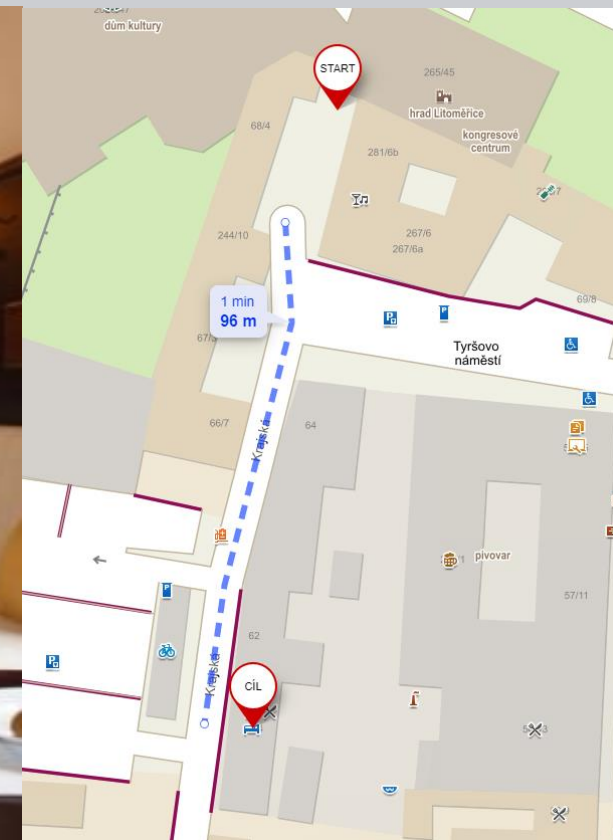 dům kultury
START
265/45
hrad Litoměřice
kongresové
centrum
68/4
281/6b
244/10
267/6
267/6a
69/8
1 min
96 m
Tyršovo
náměstí
66/7
64
Krajská
pivovar
57/11
62
Krajská
CÍL